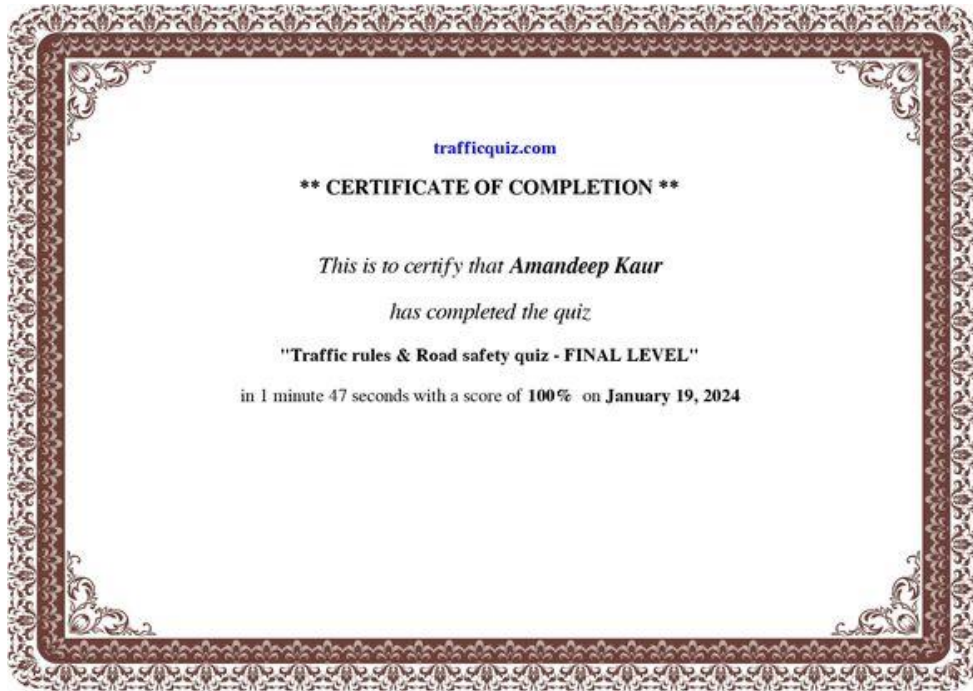 trafficquiz.com
** CERTIFICATE OF COMPLETION **
This is to certify that Amandeep Kaur
has completed the quiz
"Traffic rules & Road safety quiz - FINAL LEVEL"
in 1 minute 47 seconds with a score of 100% on January 19, 2024